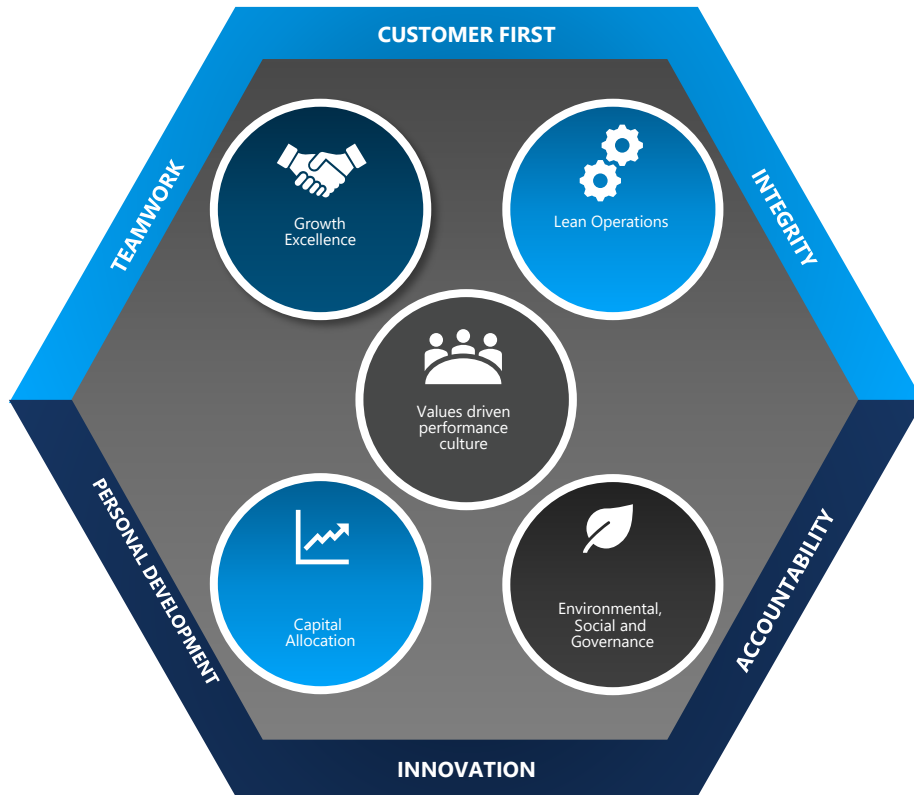 CUSTOMER FIRST
TEAMWORK
INTEGRITY
Growth
Excellence
Lean Operations
Values driven
performance
culture
Capital
Allocation
Environmental,
Social and
Governance
PERSONAL DEVELOPMENT
ACCOUNTABILITY
INNOVATION